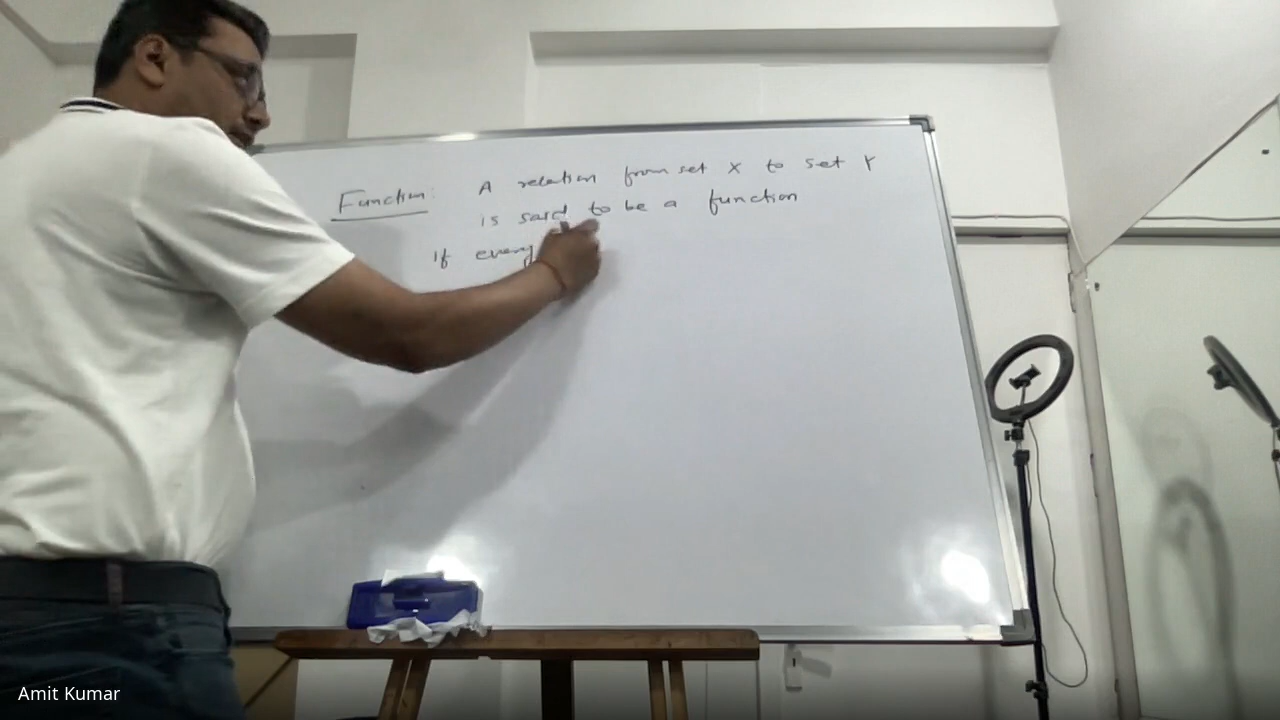 Function: A relation from set X to set Y
is said to be a function
if every
Amit Kumar